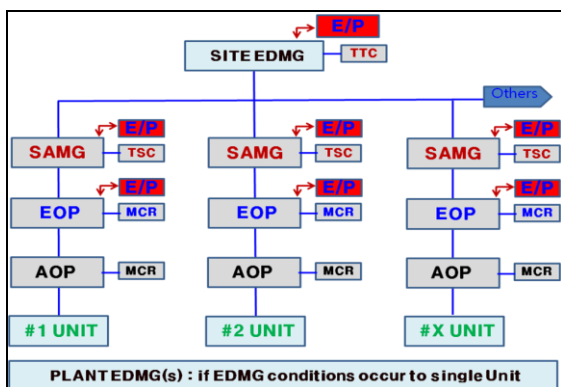 E/P
SITE EDMG
TTC
Others
E/P
E/P
E/P
SAMG
TSC
SAMG
TSC
SAMG
TSC
E/P
E/P
E/P
EOP
MCR
EOP
MCR
EOP
MCR
AOP
MCR
AOP
MCR
AOP
MCR
#1 UNIT
#2 UNIT
#X UNIT
PLANT EDMG(s) : if EDMG conditions occur to single Unit